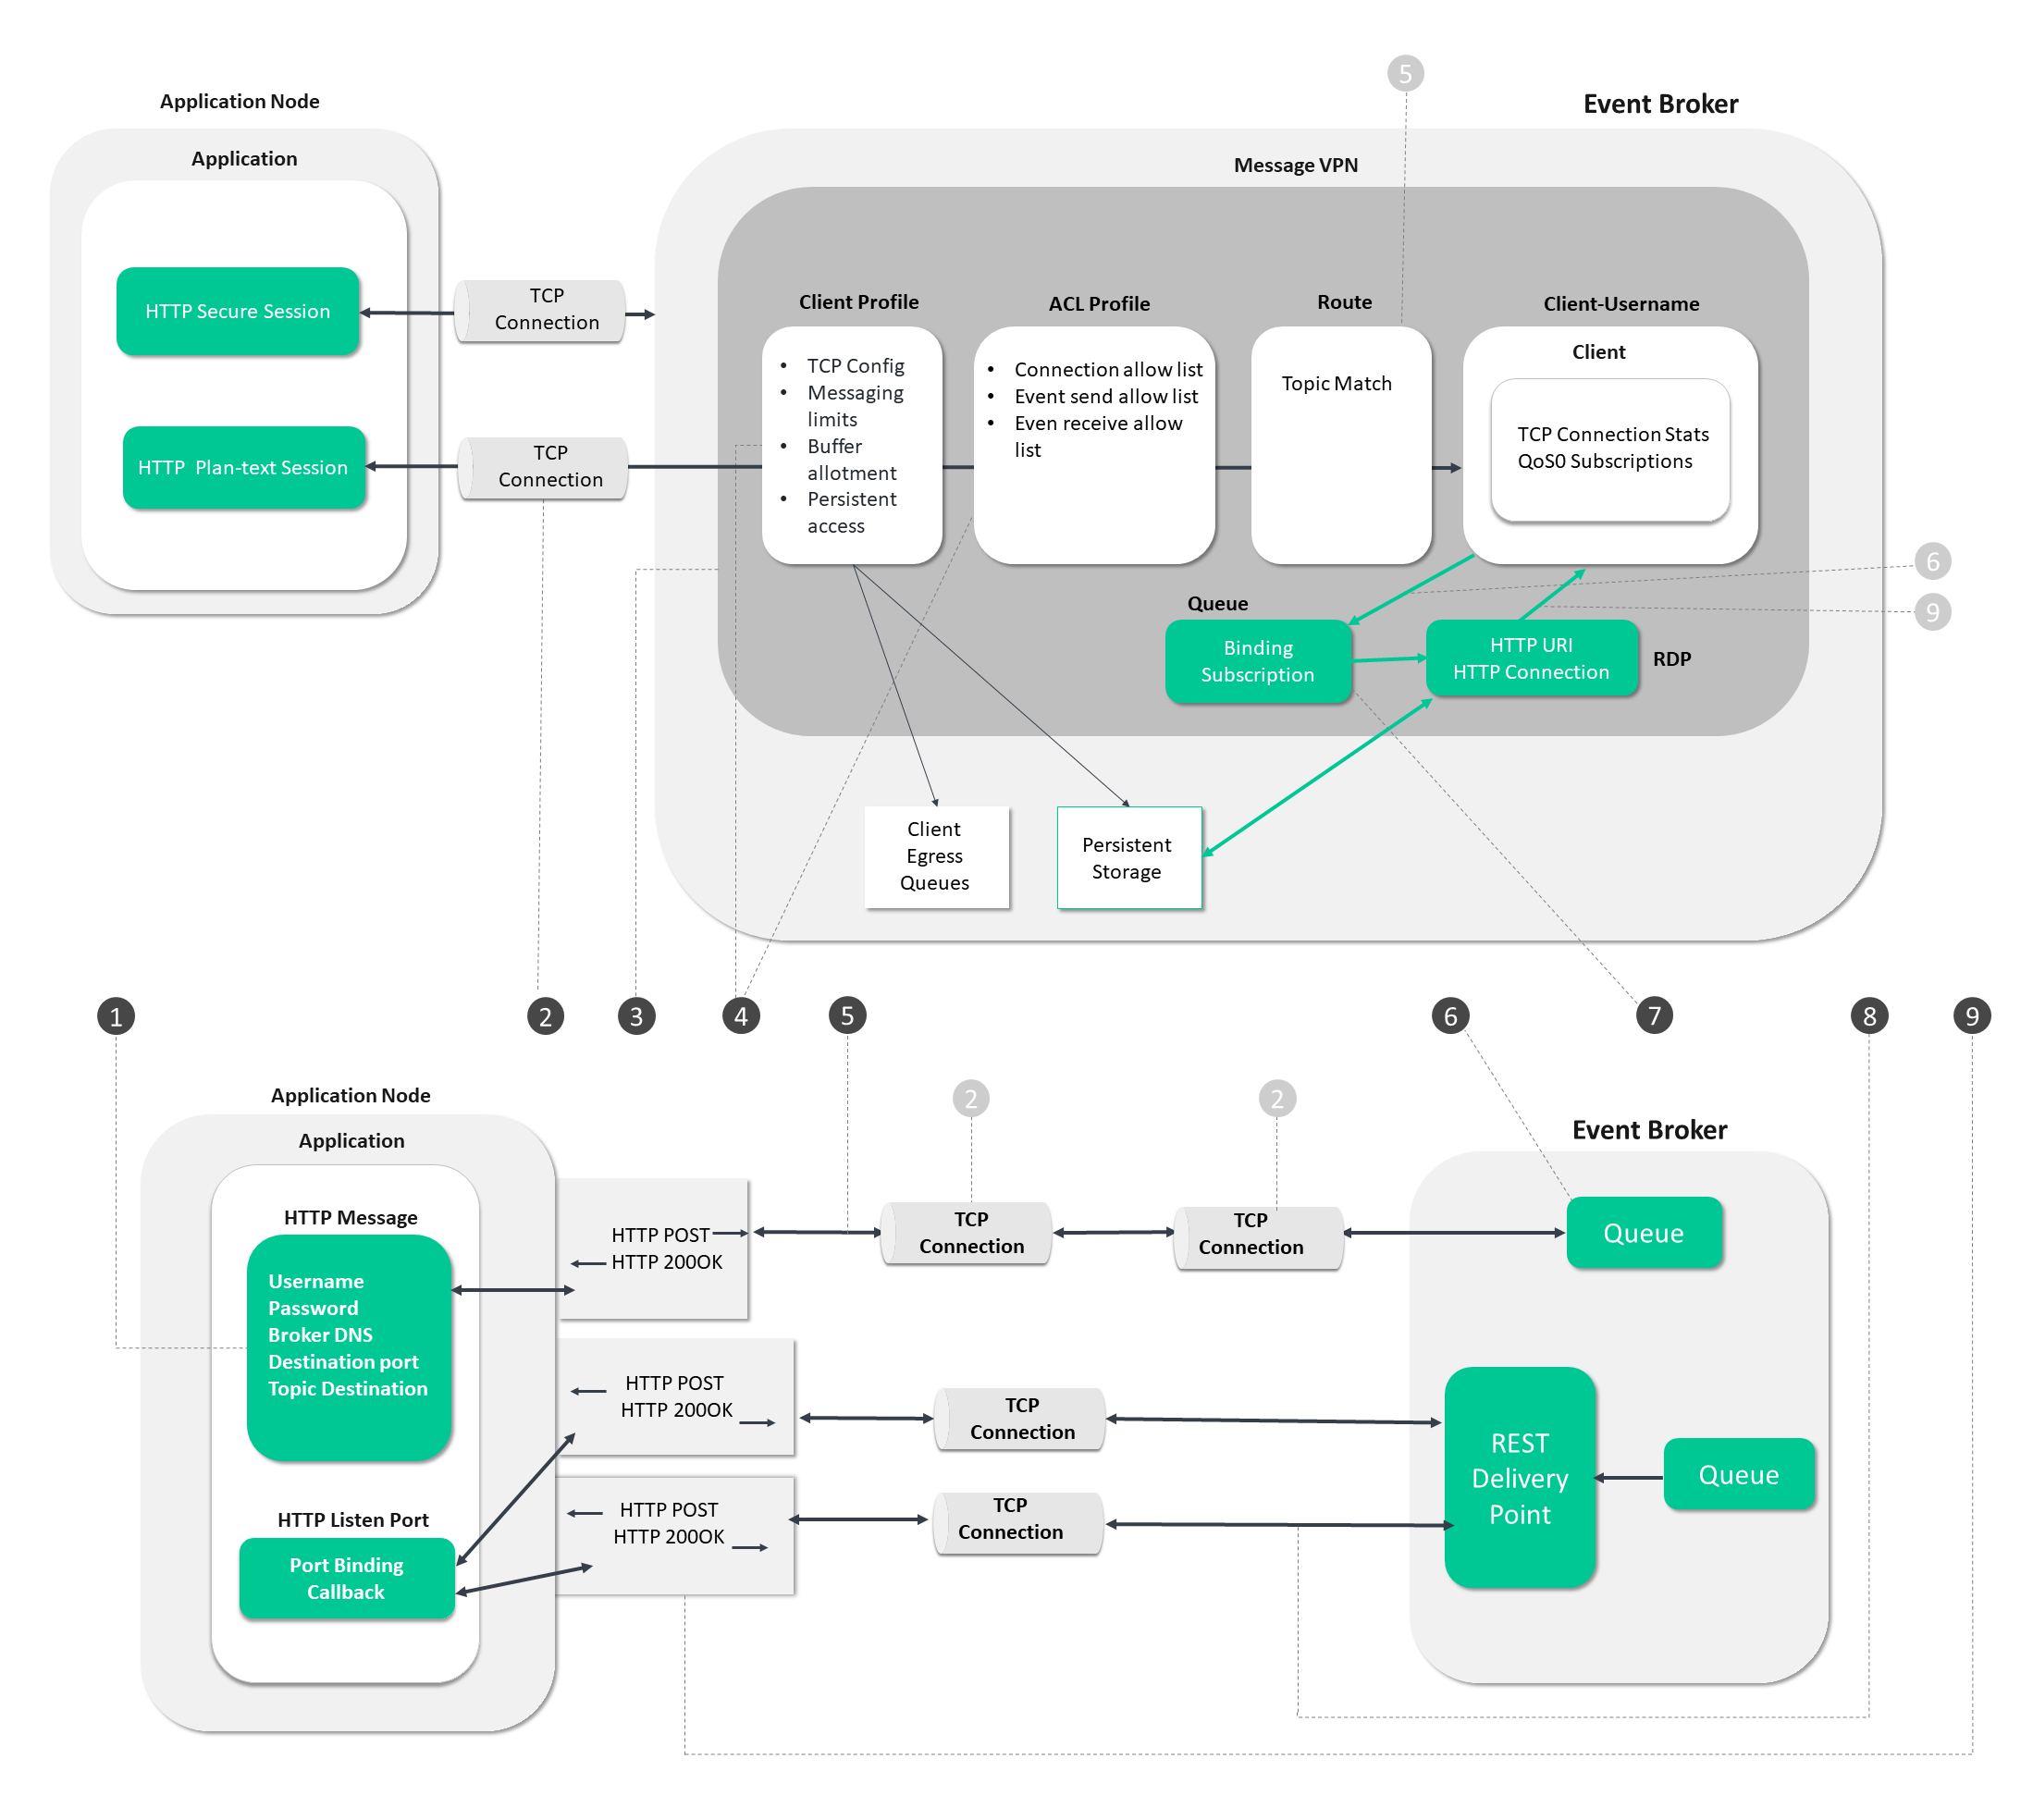 5
Application Node
Event Broker
Application
Message VPN
HTTP Secure Session
TCP
Connection
HTTP Plan-text Session
TCP
Connection
Client Profile
• TCP Config
• Messaging
limits
• Buffer
allotment
• Persistent
access
ACL Profile
• Connection allow list
• Event send allow list
• Even receive allow
list
Route
Topic Match
Client-Username
Client
TCP Connection Stats
QoS0 Subscriptions
6
9
Queue
Binding
Subscription
HTTP URI
HTTP Connection
RDP
Client
Egress
Queues
Persistent
Storage
1
2
3
4
5
6
7
8
9
2
2
Application Node
Application
Event Broker
HTTP Message
Username
Password
Broker DNS
Destination port
Topic Destination
HTTP POST
HTTP 200OK
TCP
Connection
TCP
Connection
Queue
HTTP POST
HTTP 200OK
TCP
Connection
REST
Delivery
Point
Queue
HTTP Listen Port
Port Binding
Callback
HTTP POST
HTTP 200OK
TCP
Connection